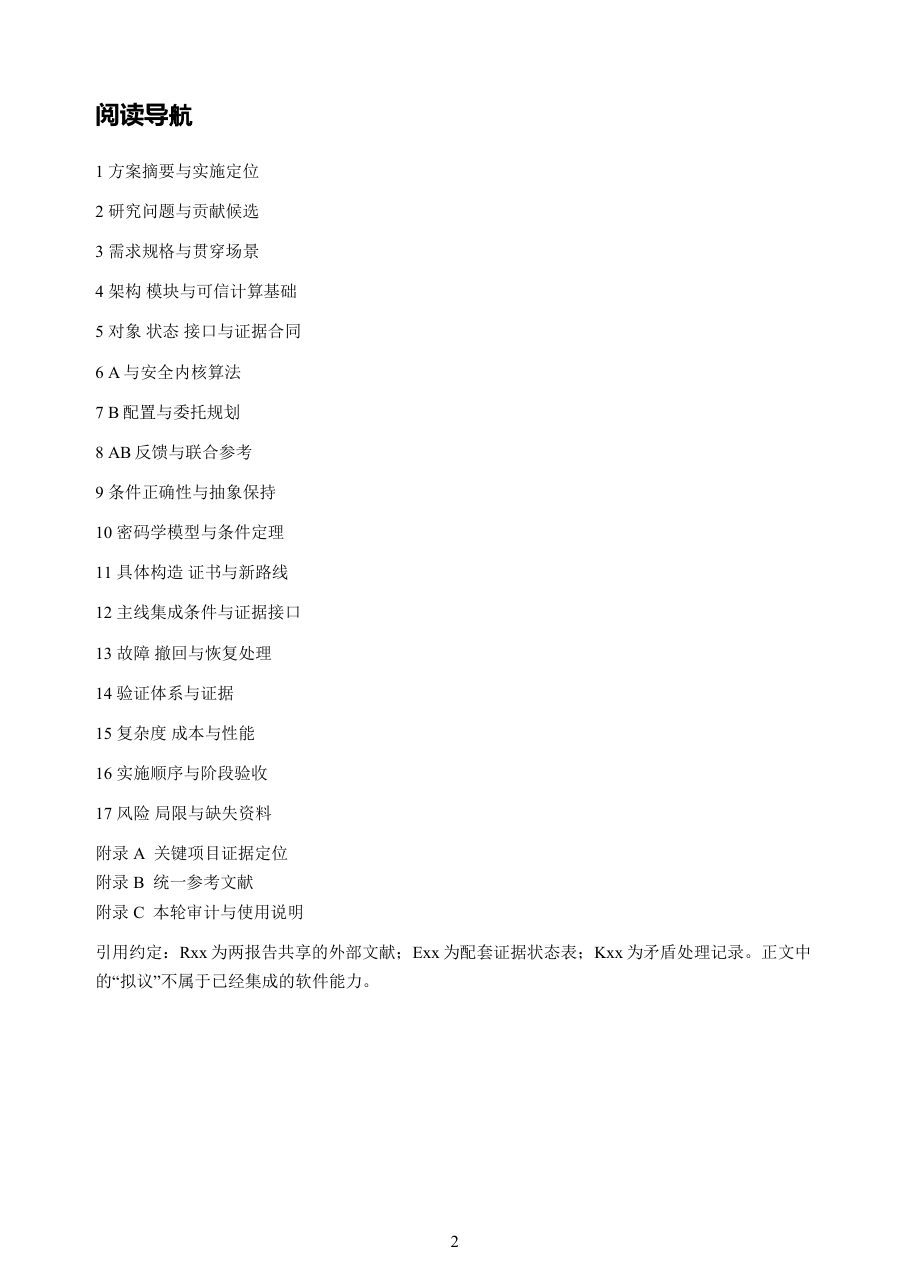 阅读导航
1 方案摘要与实施定位
2 研究问题与贡献候选
3 需求规格与贯穿场景
4 架构 模块与可信计算基础
5 对象 状态 接口与证据合同
6 A 与安全内核算法
7 B 配置与委托规划
8 AB 反馈与联合参考
9 条件正确性与抽象保持
10 密码学模型与条件定理
11 具体构造 证书与新路线
12 主线集成条件与证据接口
13 故障 撤回与恢复处理
14 验证体系与证据
15 复杂度 成本与性能
16 实施顺序与阶段验收
17 风险 局限与缺失资料
附录 A 关键项目证据定位
附录 B 统一参考文献
附录 C 本轮审计与使用说明
引用约定：Rxx 为两报告共享的外部文献；Exx 为配套证据状态表；Kxx 为矛盾处理记录。正文中
的“拟议”不属于已经集成的软件能力。
2